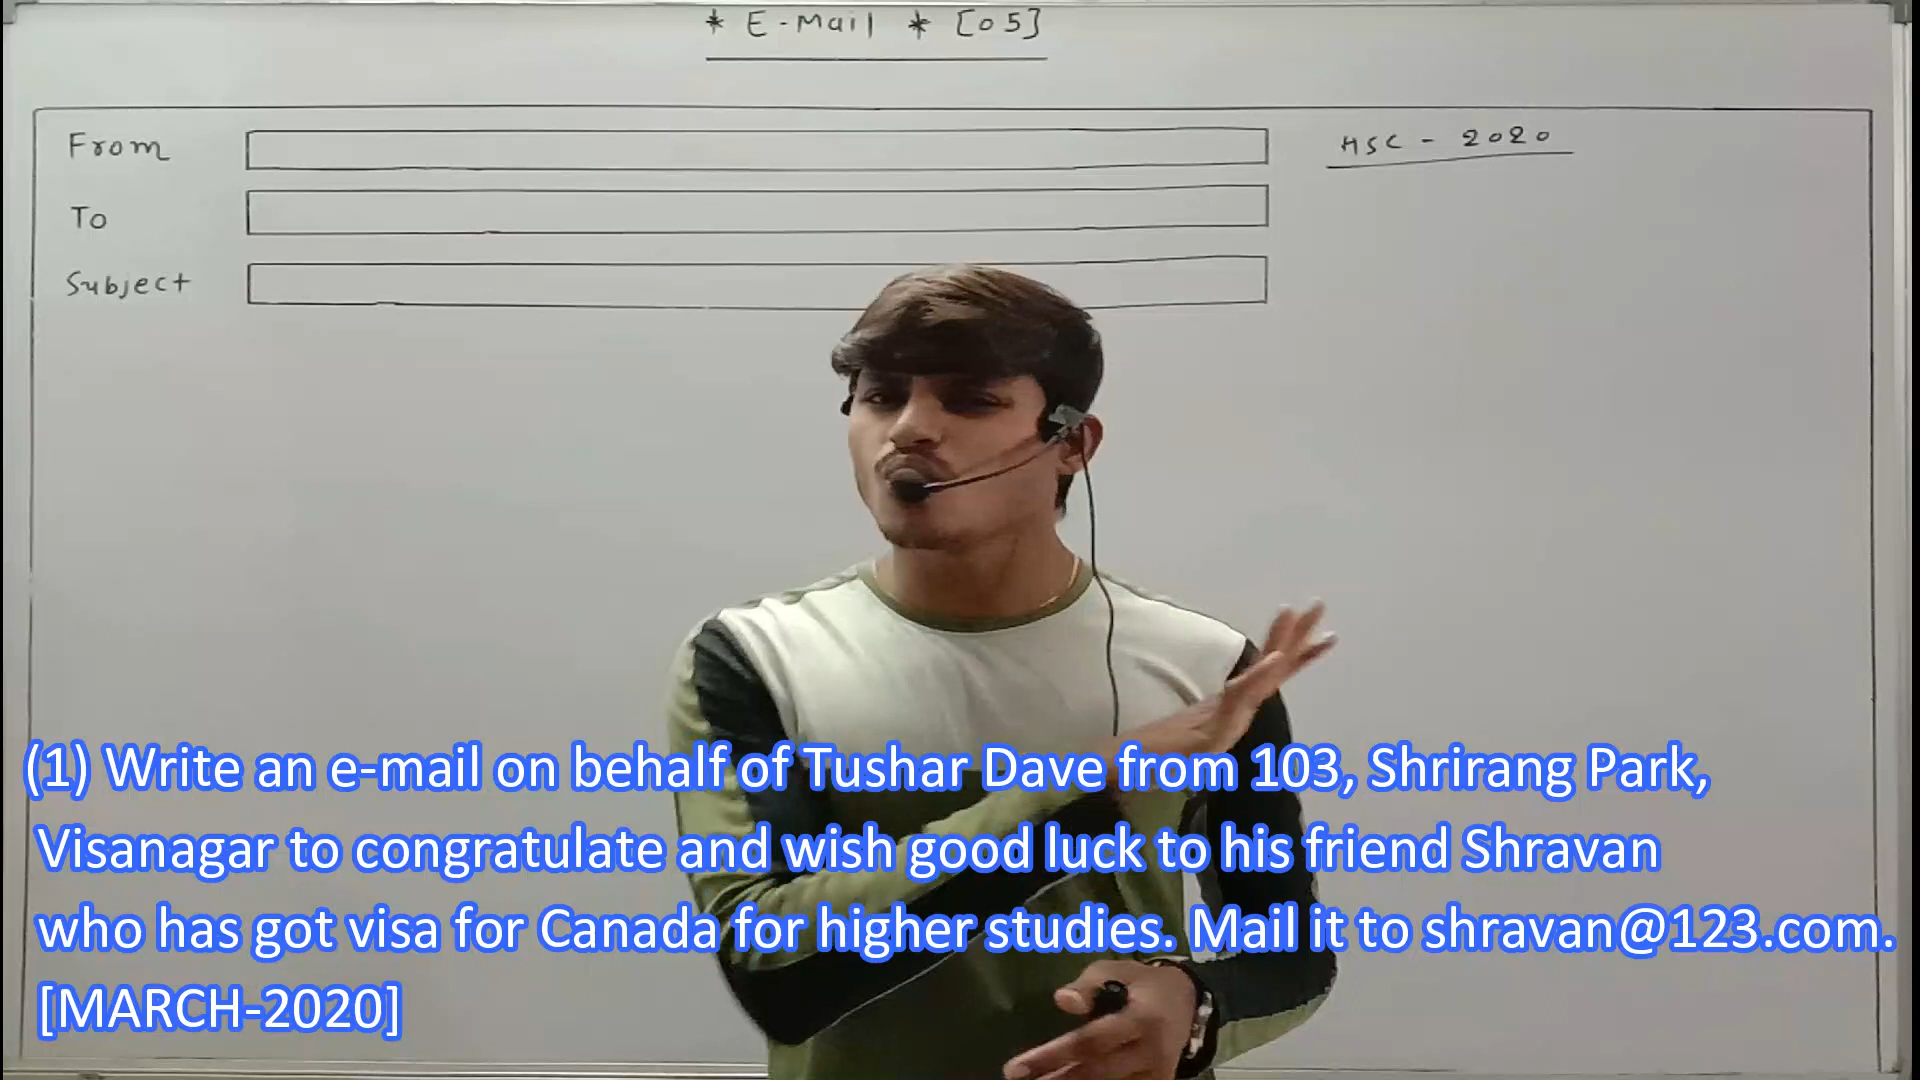 * E-Mail * [05]
From
HSC - 2020
To
Subject
(1) Write an e-mail on behalf of Tushar Dave from 103, Shrirang Park,
Visanagar to congratulate and wish good luck to his friend Shravan
who has got visa for Canada for higher studies. Mail it to shravan@123.com.
[MARCH-2020]